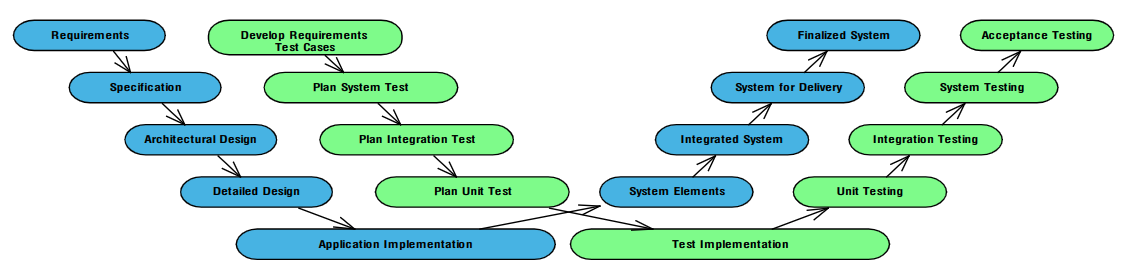 Requirements
Develop Requirements
Test Cases
Finalized System
Acceptance Testing
Specification
Plan System Test
System for Delivery
System Testing
Architectural Design
Plan Integration Test
Integrated System
Integration Testing
Detailed Design
Plan Unit Test
System Elements
Unit Testing
Application Implementation
Test Implementation